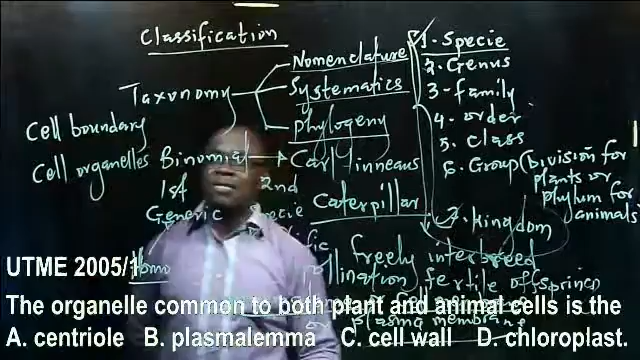 Classification
Nomenclature
Taxonomy
Systematics
phylogeny
1. Specie
2. Genus
3. family
4. order
5. class
6. Group (Division for
plants or
phylum for
animals
7. kingdom
Cell boundary
Cell organelles
Binomial
Carl linneaus
1st
2nd
Generic
Caterpillar
freely interbreed
fertile
plasma membrane
UTME 2005/1
Homo
The organelle common to both plant and animal cells is the
A. centriole B. plasmalemma C. cell wall D. chloroplast.